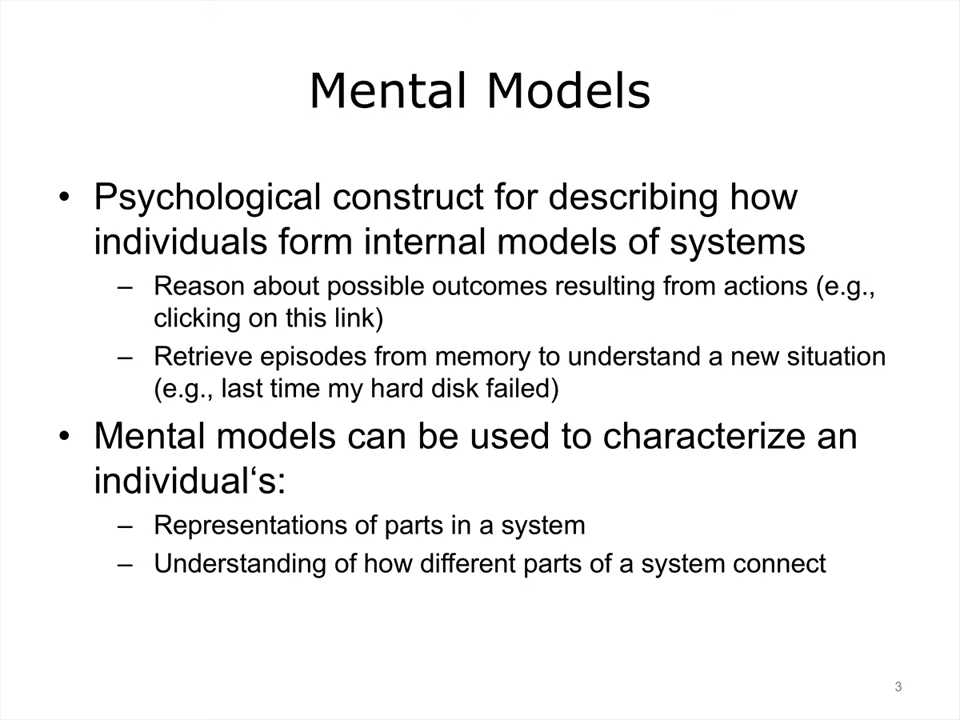 Mental Models
• Psychological construct for describing how
individuals form internal models of systems
– Reason about possible outcomes resulting from actions (e.g.,
clicking on this link)
– Retrieve episodes from memory to understand a new situation
(e.g., last time my hard disk failed)
• Mental models can be used to characterize an
individual‘s:
– Representations of parts in a system
– Understanding of how different parts of a system connect
3